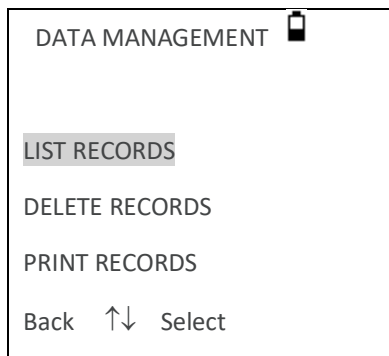 DATA MANAGEMENT
LIST RECORDS
DELETE RECORDS
PRINT RECORDS
Back ↑↓ Select